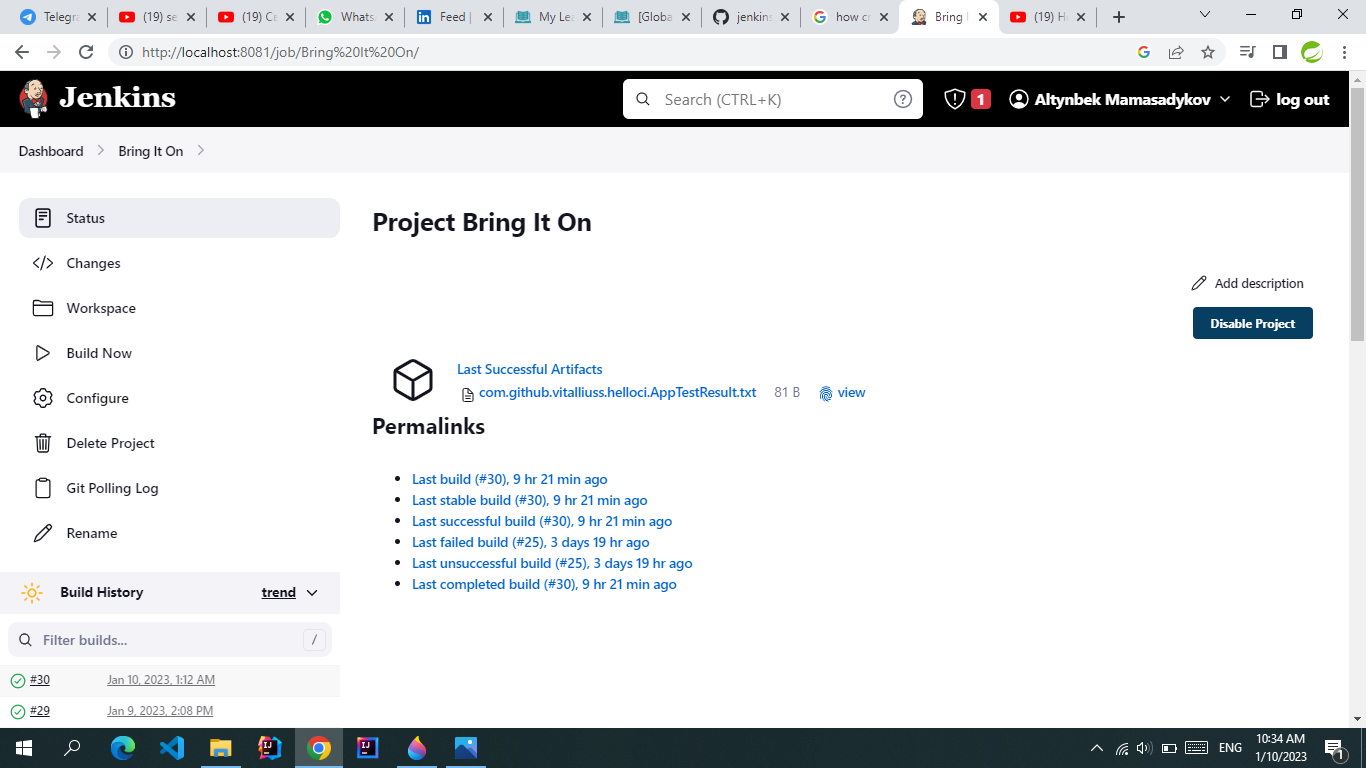 Telegra
(19) se
(19) Ce
Whats
Feed |
My Lea
[Globa
jenkins
how cr
Bring I
(19) H
http://localhost:8081/job/Bring%20It%20On/
Jenkins
Search (CTRL+K)
1
Altynbek Mamasadykov
log out
Dashboard
Bring It On
Status
Changes
Workspace
Build Now
Configure
Delete Project
Git Polling Log
Rename
Build History
trend
Filter builds...
/
#30
Jan 10, 2023, 1:12 AM
#29
Jan 9, 2023, 2:08 PM
Project Bring It On
Add description
Disable Project
Last Successful Artifacts
com.github.vitalliuss.helloci.AppTestResult.txt 81 B view
Permalinks
Last build (#30), 9 hr 21 min ago
Last stable build (#30), 9 hr 21 min ago
Last successful build (#30), 9 hr 21 min ago
Last failed build (#25), 3 days 19 hr ago
Last unsuccessful build (#25), 3 days 19 hr ago
Last completed build (#30), 9 hr 21 min ago
ENG
10:34 AM
1/10/2023
1